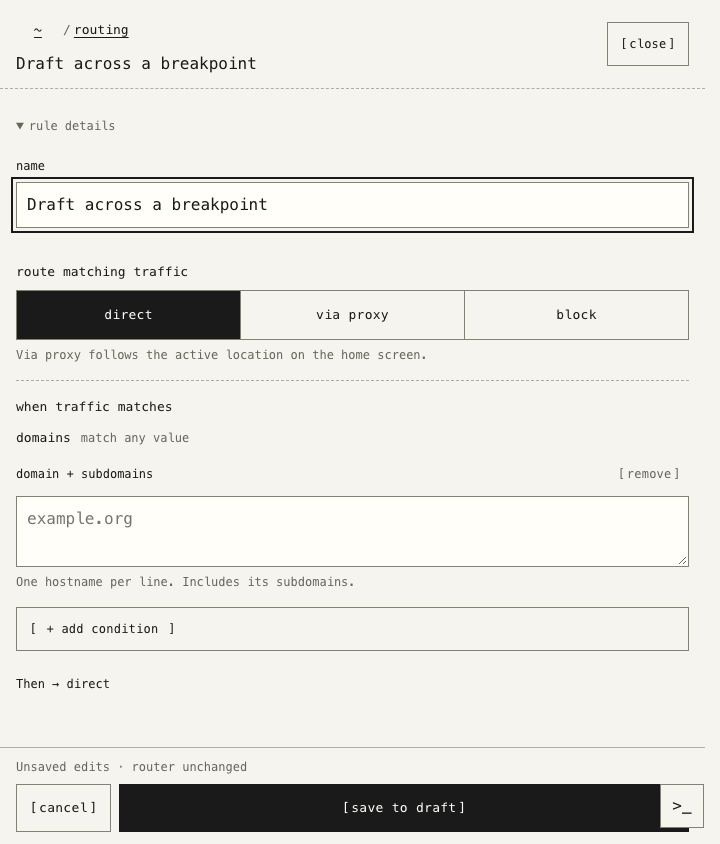 ~ / routing
[close]
Draft across a breakpoint
▼ rule details
name
Draft across a breakpoint
route matching traffic
direct
via proxy
block
Via proxy follows the active location on the home screen.
when traffic matches
domains match any value
domain + subdomains
[remove]
example.org
One hostname per line. Includes its subdomains.
[ + add condition ]
Then → direct
Unsaved edits · router unchanged
[cancel]
[save to draft]
>_